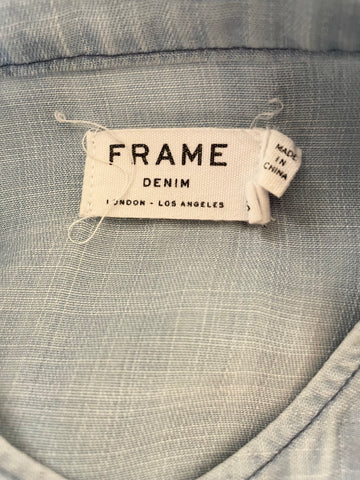 FRAME
DENIM
LONDON - LOS ANGELES
MADE
IN
CHINA